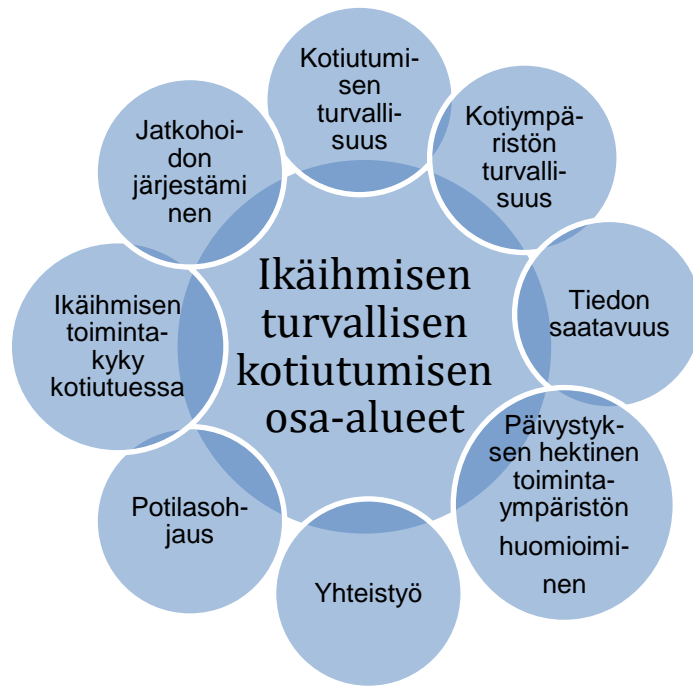 Kotiutumi-
sen
turvalli-
suus
Kotiympä-
ristön
turvalli-
suus
Tiedon
saatavuus
Päivystyk-
sen hektinen
toiminta-
ympäristön
huomioimi-
nen
Yhteistyö
Potilasoh-
jaus
Ikäihmisen
toiminta-
kyky
kotiutuessa
Jatkohoi-
don
järjestämi
nen
Ikäihmisen
turvallisen
kotiutumisen
osa-alueet